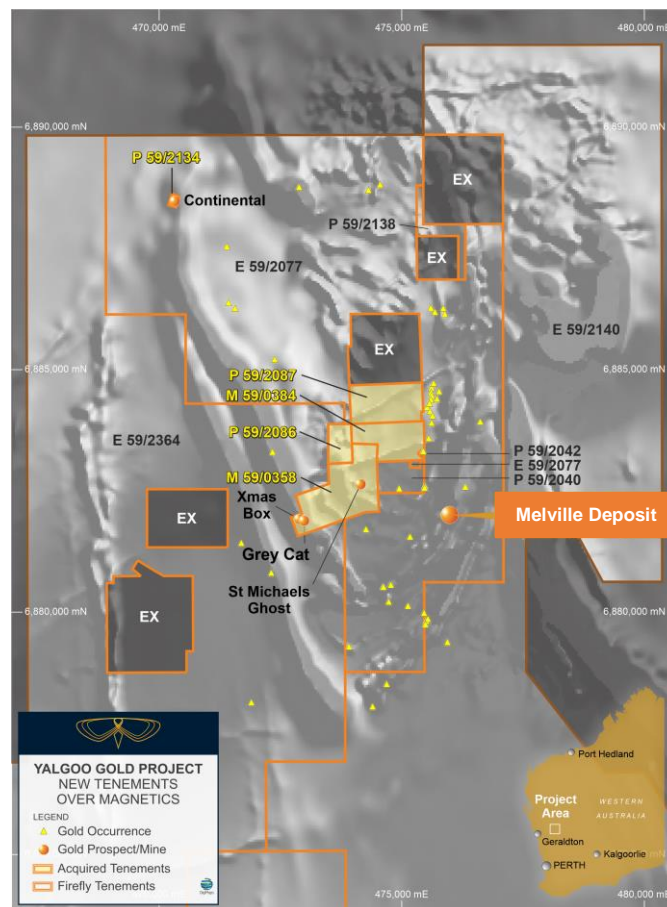 470,000 mE
475,000 mE
480,000 mE
6,890,000 mN
6,890,000 mN
P 59/2134
Continental
EX
P 59/2138
EX
E 59/2077
E 59/2140
EX
6,885,000 mN
6,885,000 mN
P 59/2087
M 59/0384
P 59/2086
E 59/2364
P 59/2042
E 59/2077
P 59/2040
M 59/0358
Xmas
Box
EX
Melville Deposit
Grey Cat
St Michaels
Ghost
6,880,000 mN
6,880,000 mN
EX
YALGOO GOLD PROJECT
NEW TENEMENTS
OVER MAGNETICS
LEGEND
Gold Occurrence
Gold Prospect/Mine
Acquired Tenements
Firefly Tenements
Port Hedland
Project
Area
WESTERN
AUSTRALIA
Geraldton
Kalgoorlie
PERTH
475,000 mE
480,000 mE